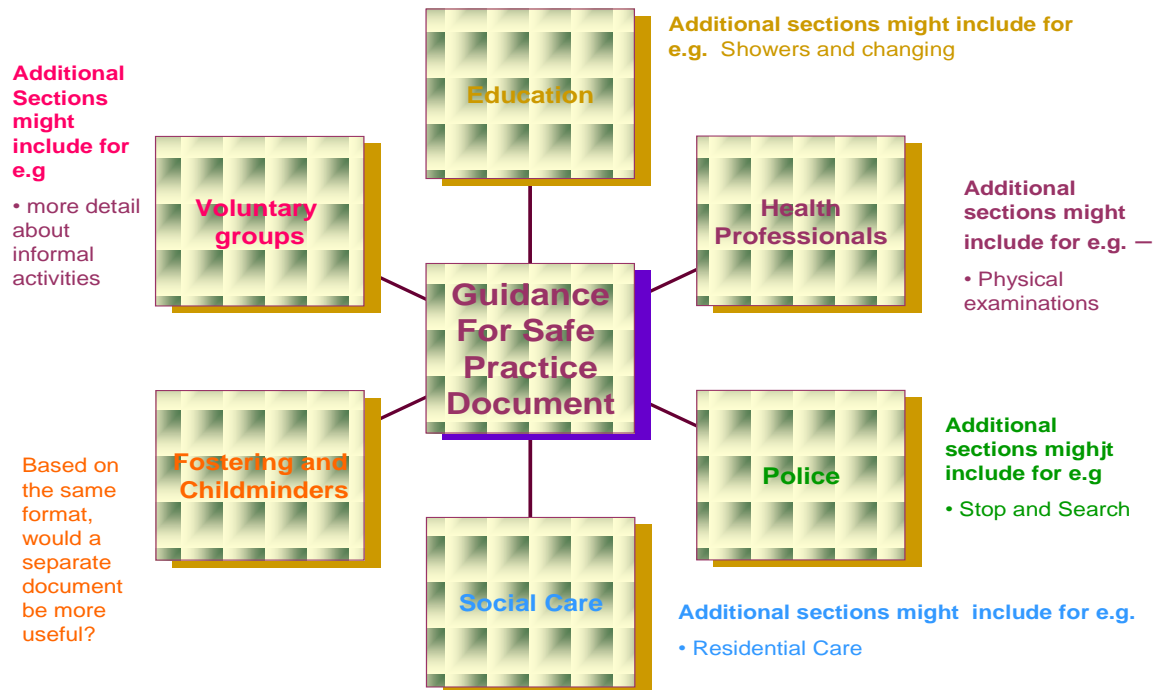 Education
Additional sections might include for
e.g. Showers and changing
Additional
Sections
might
include for
e.g
• more detail
about
informal
activities
Voluntary
groups
Health
Professionals
Additional
sections might
include for e.g. –
• Physical
examinations
Guidance
For Safe
Practice
Document
Fostering and
Childminders
Based on
the same
format,
would a
separate
document
be more
useful?
Police
Additional
sections mighjt
include for e.g
• Stop and Search
Social Care
Additional sections might include for e.g.
• Residential Care